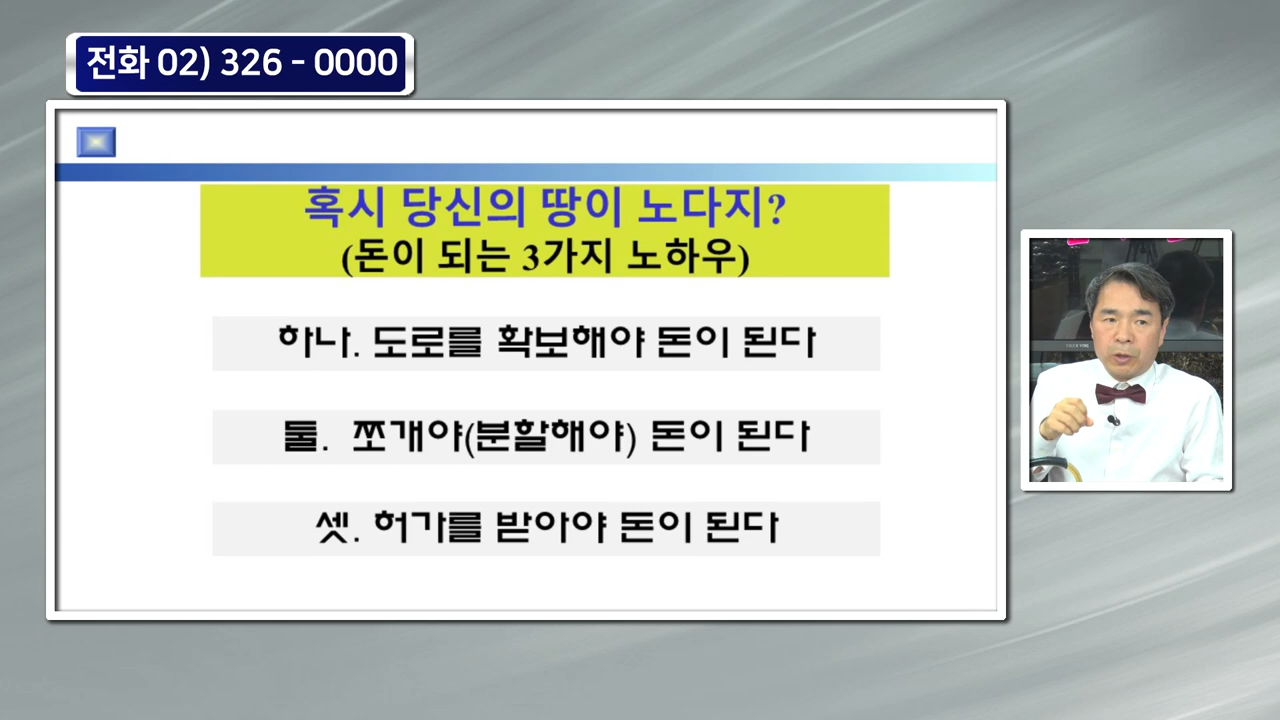 전화 02) 326 - 0000
혹시 당신의 땅이 노다지?
(돈이 되는 3가지 노하우)
하나. 도로를 확보해야 돈이 된다
둘. 쪼개야(분할해야) 돈이 된다
셋. 허가를 받아야 돈이 된다